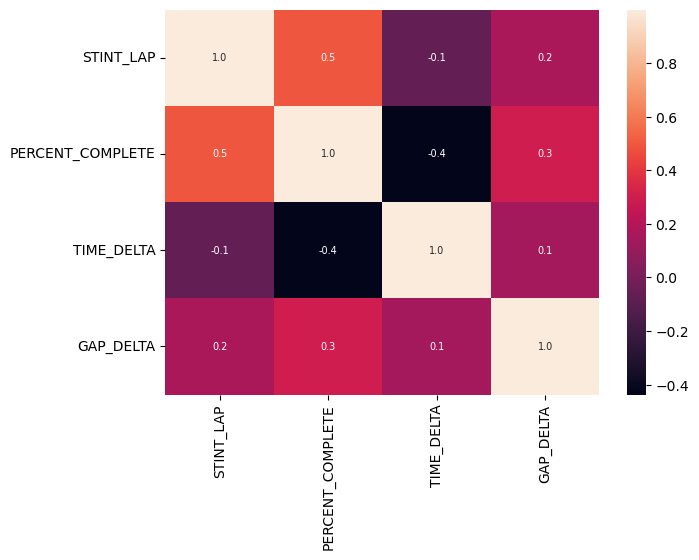 STINT_LAP 1.0 0.5 -0.1 0.2
PERCENT_COMPLETE 0.5 1.0 -0.4 0.3
TIME_DELTA -0.1 -0.4 1.0 0.1
GAP_DELTA 0.2 0.3 0.1 1.0
STINT_LAP
PERCENT_COMPLETE
TIME_DELTA
GAP_DELTA
0.8
0.6
0.4
0.2
0.0
−0.2
−0.4